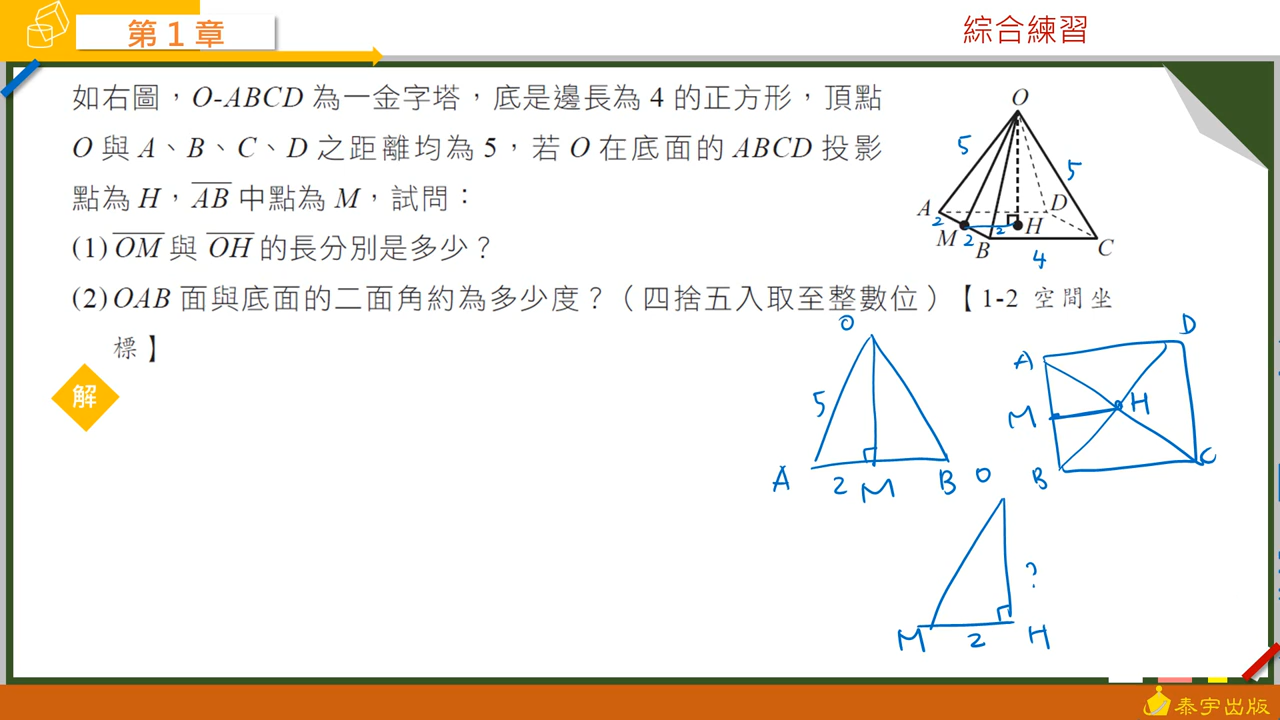 第1章
綜合練習
如右圖，O-ABCD 為一金字塔，底是邊長為 4 的正方形，頂點
O 與 A、B、C、D 之距離均為 5，若 O 在底面的 ABCD 投影
點為 H，AB 中點為 M，試問：
(1) OM 與 OH 的長分別是多少？
(2) OAB 面與底面的二面角約為多少度？（四捨五入取至整數位）【1-2 空間坐
標】
解
O
5
5
A
2
D
M
2
2
H
B
C
4
O
5
A
2
M
B
A
D
M
H
B
C
O
?
M
2
H
泰宇出版